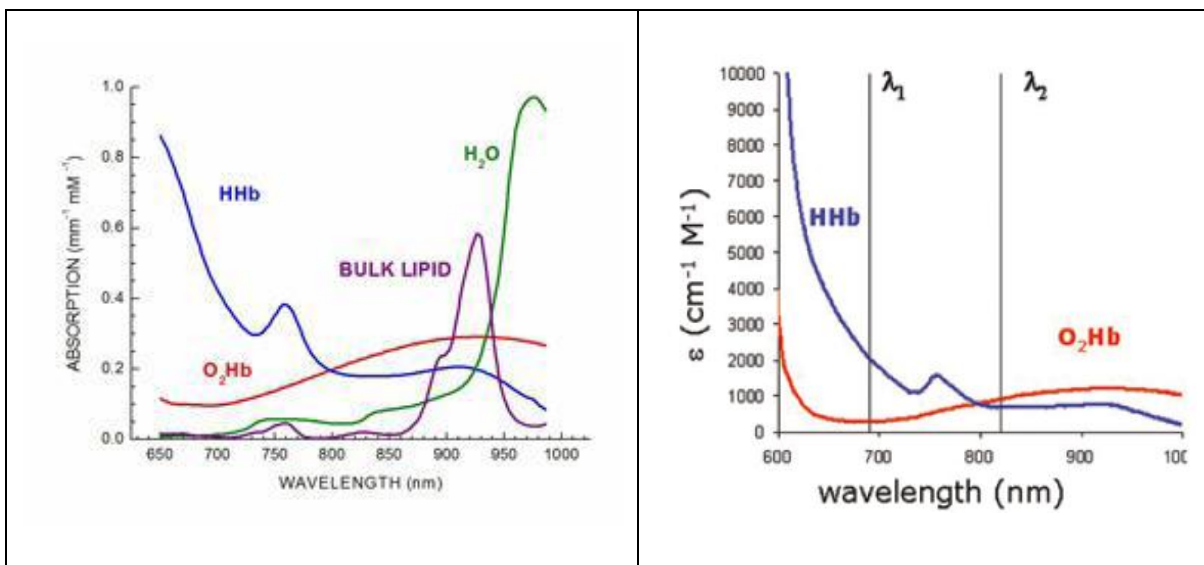 1.0
0.8
0.6
0.4
0.2
0.0
ABSORPTION (mm⁻¹ mM⁻¹)
HHb
O₂Hb
BULK LIPID
H₂O
650 700 750 800 850 900 950 1000
WAVELENGTH (nm)
10000
9000
8000
7000
6000
5000
4000
3000
2000
1000
0
ε (cm⁻¹ M⁻¹)
λ₁ λ₂
HHb
O₂Hb
600 700 800 900 100
wavelength (nm)